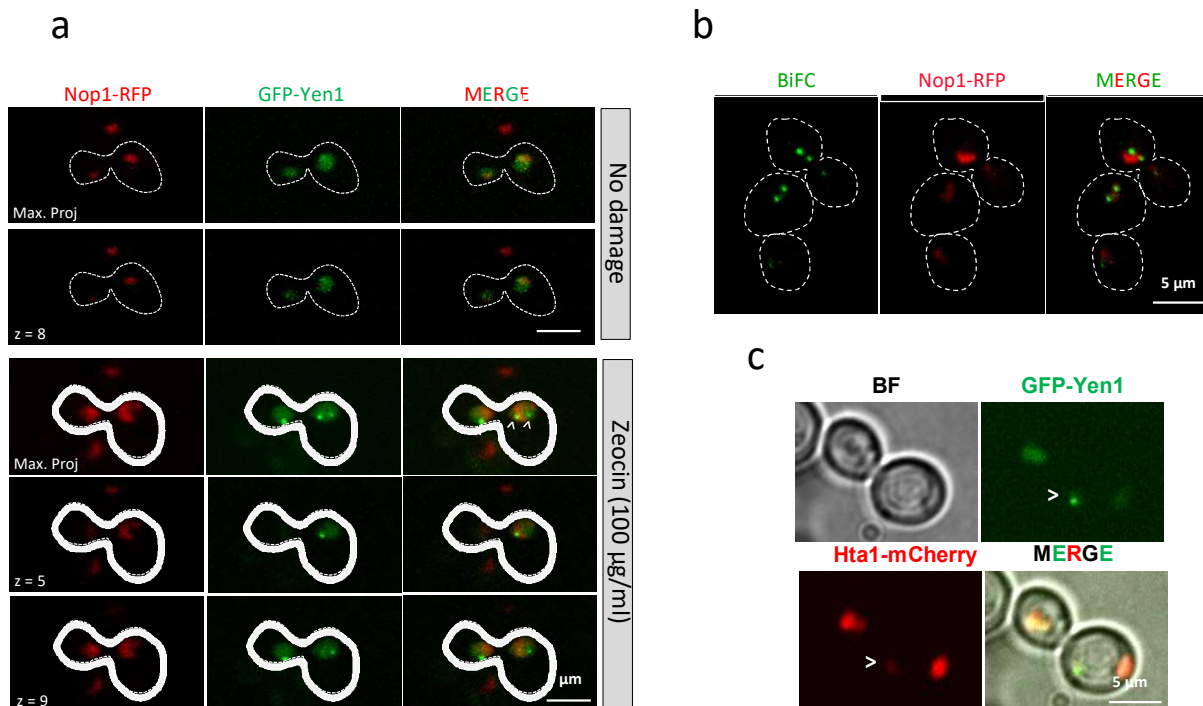 a
Nop1-RFP GFP-Yen1 MERGE
Max. Proj
z = 8
No damage
Max. Proj
z = 5
z = 9
µm
Zeocin (100 µg/ml)
b
BiFC Nop1-RFP MERGE
5 µm
c
BF GFP-Yen1
>
Hta1-mCherry MERGE
>
5 µm